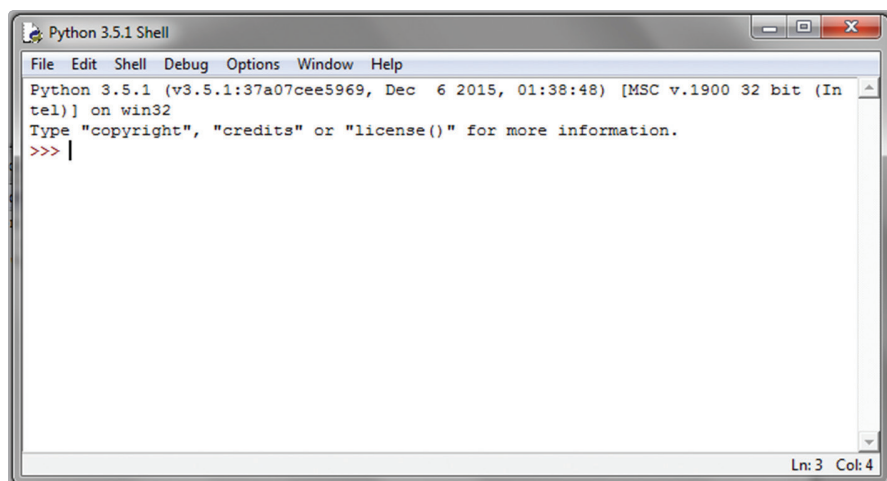 Python 3.5.1 Shell
File Edit Shell Debug Options Window Help
Python 3.5.1 (v3.5.1:37a07cee5969, Dec  6 2015, 01:38:48) [MSC v.1900 32 bit (In
tel)] on win32
Type "copyright", "credits" or "license()" for more information.
>>>
Ln: 3 Col: 4